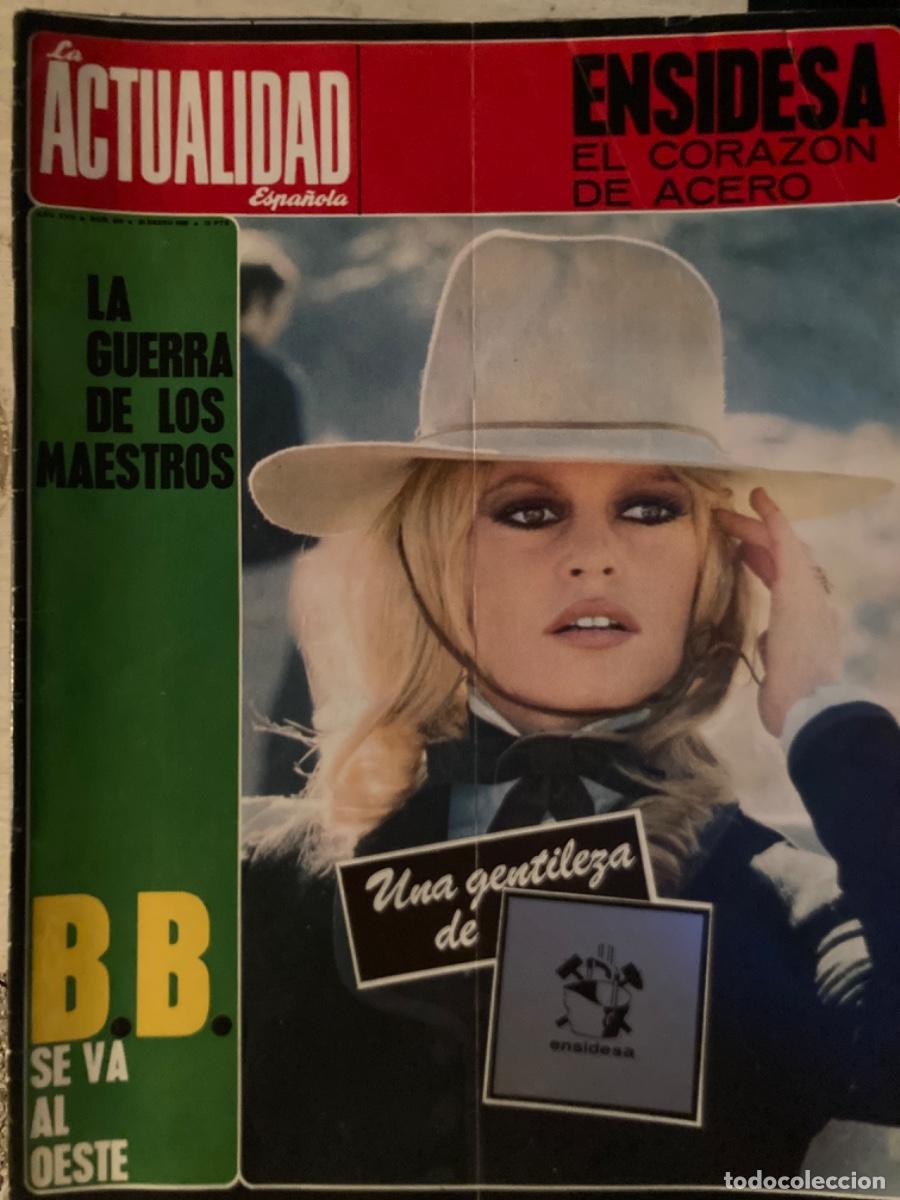 La
ACTUALIDAD
Española
ENSIDESA
EL CORAZON
DE ACERO
LA
GUERRA
DE LOS
MAESTROS
B.B.
SE VA
AL
OESTE
Una gentileza
de
ensidesa
todocoleccion